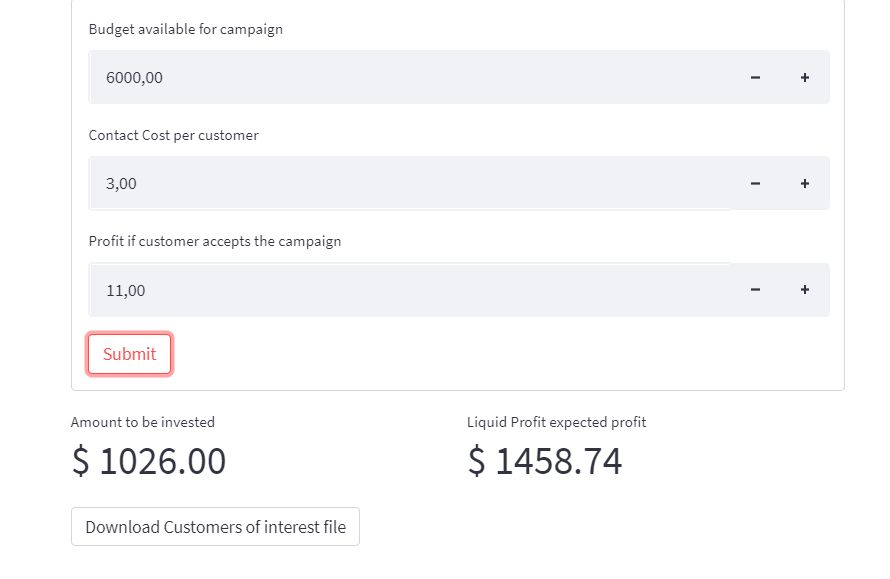 Budget available for campaign
6000,00
Contact Cost per customer
3,00
Profit if customer accepts the campaign
11,00
Submit
Amount to be invested
Liquid Profit expected profit
$ 1026.00
$ 1458.74
Download Customers of interest file